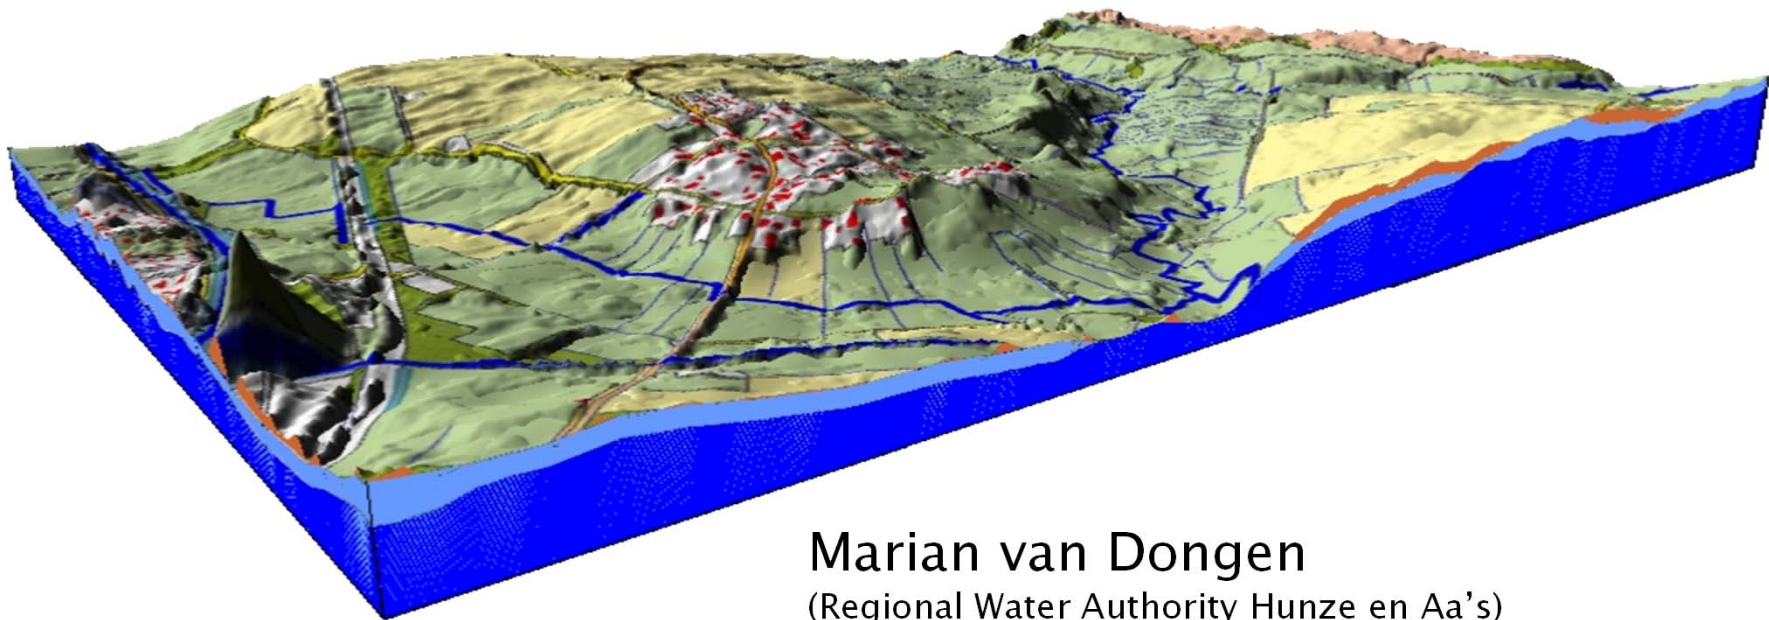 Marian van Dongen
(Regional Water Authority Hunze en Aa’s)